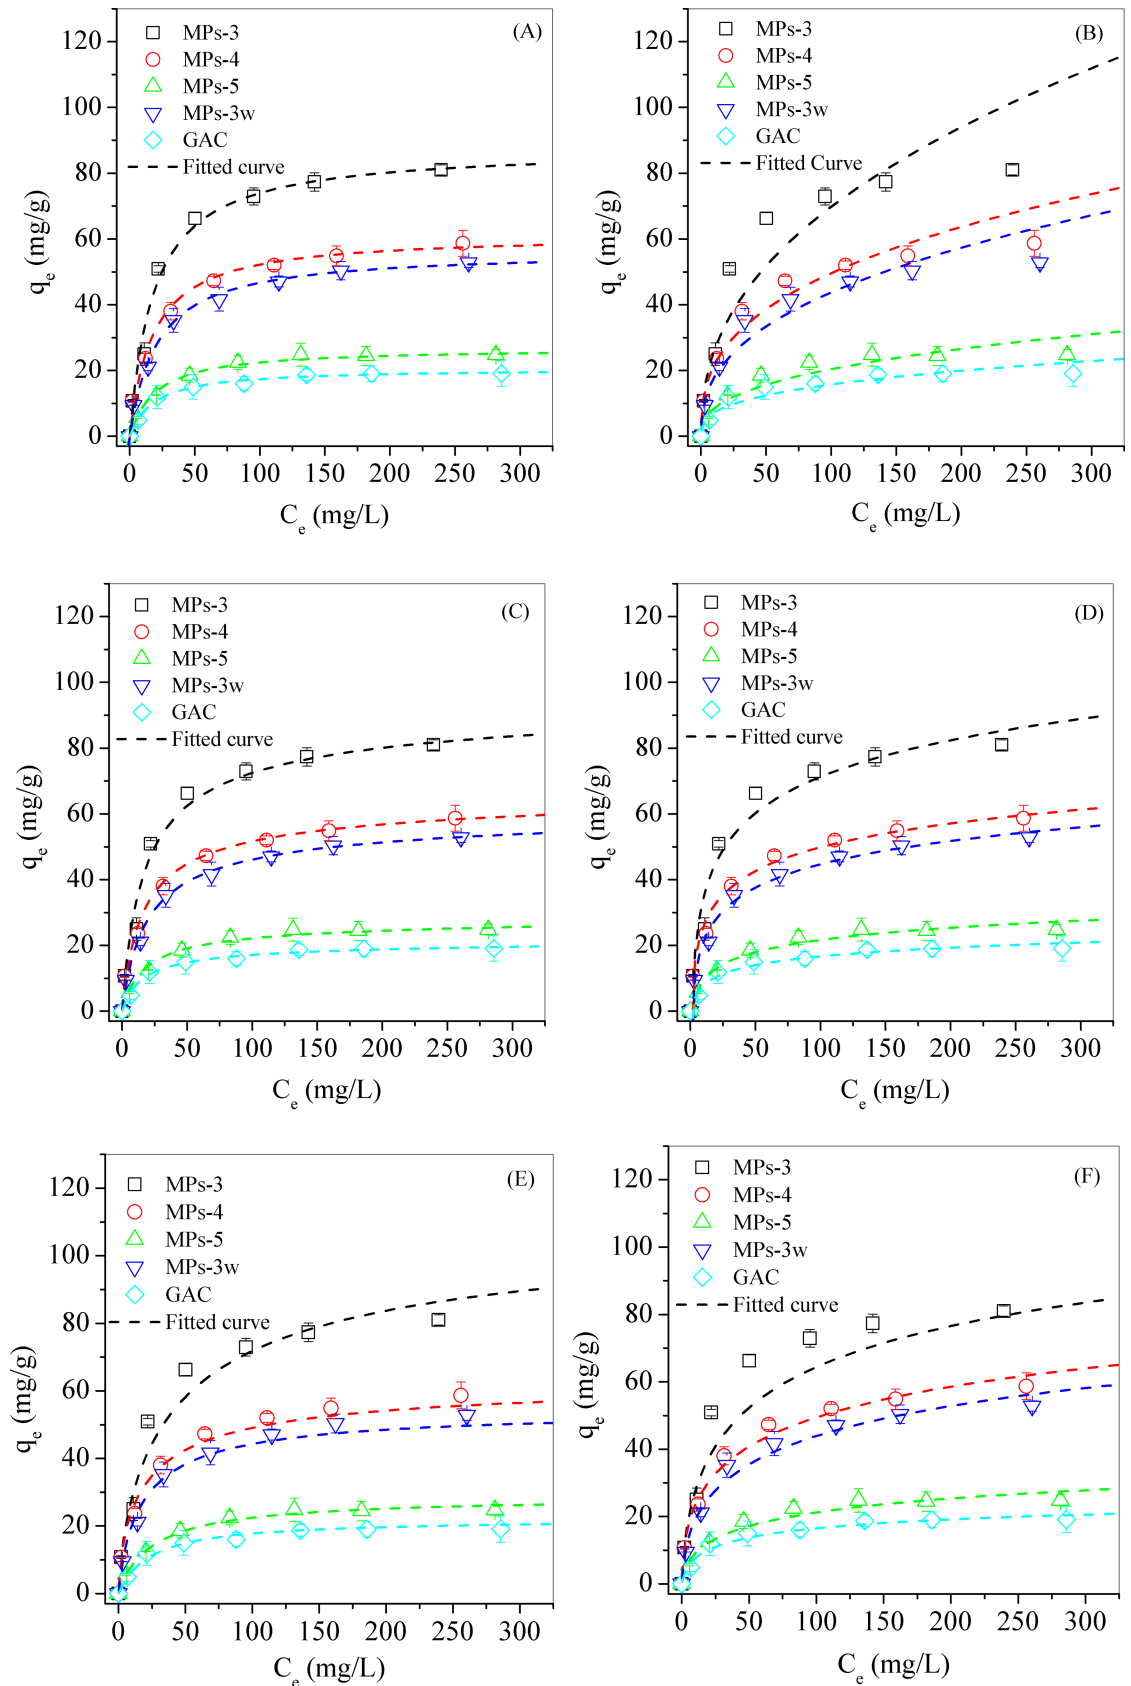 (A)
MPs-3
MPs-4
MPs-5
MPs-3w
GAC
Fitted curve
120
100
80
60
40
20
0
qe (mg/g)
0 50 100 150 200 250 300
Ce (mg/L)
(B)
MPs-3
MPs-4
MPs-5
MPs-3w
GAC
Fitted Curve
120
100
80
60
40
20
0
qe (mg/g)
0 50 100 150 200 250 300
Ce (mg/L)
(C)
MPs-3
MPs-4
MPs-5
MPs-3w
GAC
Fitted curve
120
100
80
60
40
20
0
qe (mg/g)
0 50 100 150 200 250 300
Ce (mg/L)
(D)
MPs-3
MPs-4
MPs-5
MPs-3w
GAC
Fitted curve
120
100
80
60
40
20
0
qe (mg/g)
0 50 100 150 200 250 300
Ce (mg/L)
(E)
MPs-3
MPs-4
MPs-5
MPs-3w
GAC
Fitted curve
120
100
80
60
40
20
0
qe (mg/g)
0 50 100 150 200 250 300
Ce (mg/L)
(F)
MPs-3
MPs-4
MPs-5
MPs-3w
GAC
Fitted curve
120
100
80
60
40
20
0
qe (mg/g)
0 50 100 150 200 250 300
Ce (mg/L)